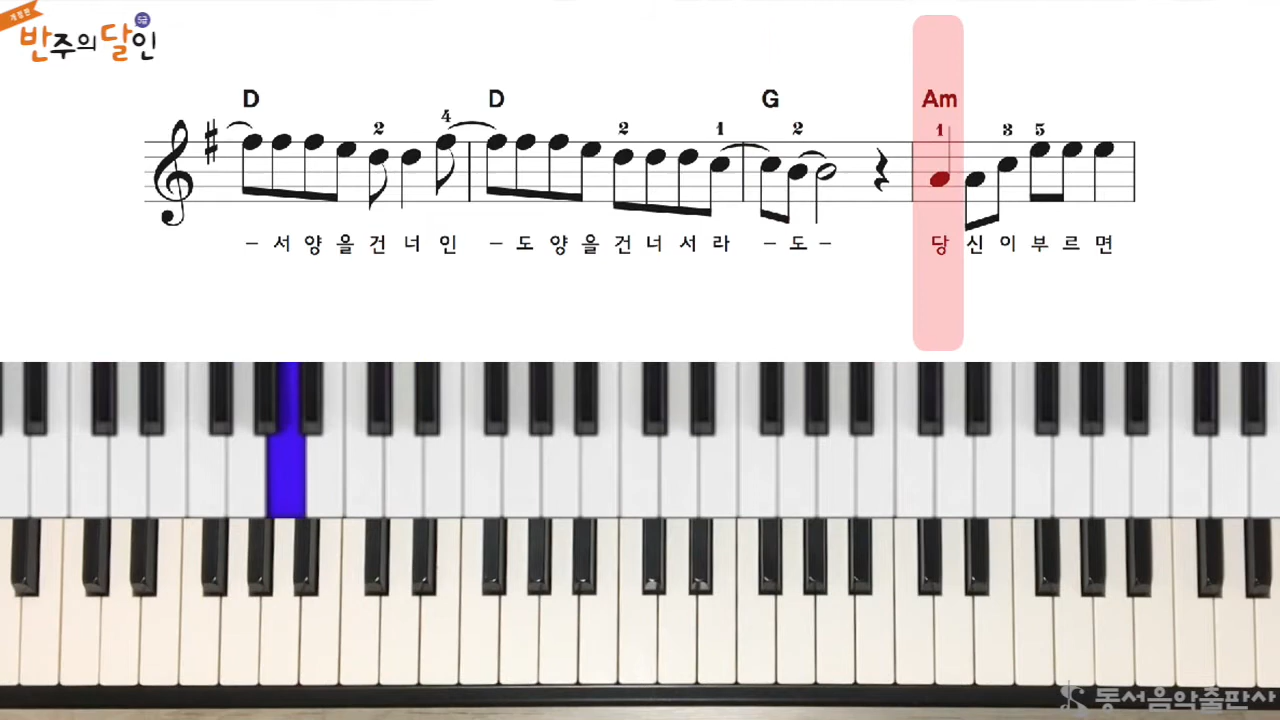 개정판
5급
반주의달인
D D G Am
2 4 2 1 2 1 3 5
– 서 양 을 건 너 인 – 도 양 을 건 너 서 라 – 도 – 당 신 이 부 르 면
동서음악출판사